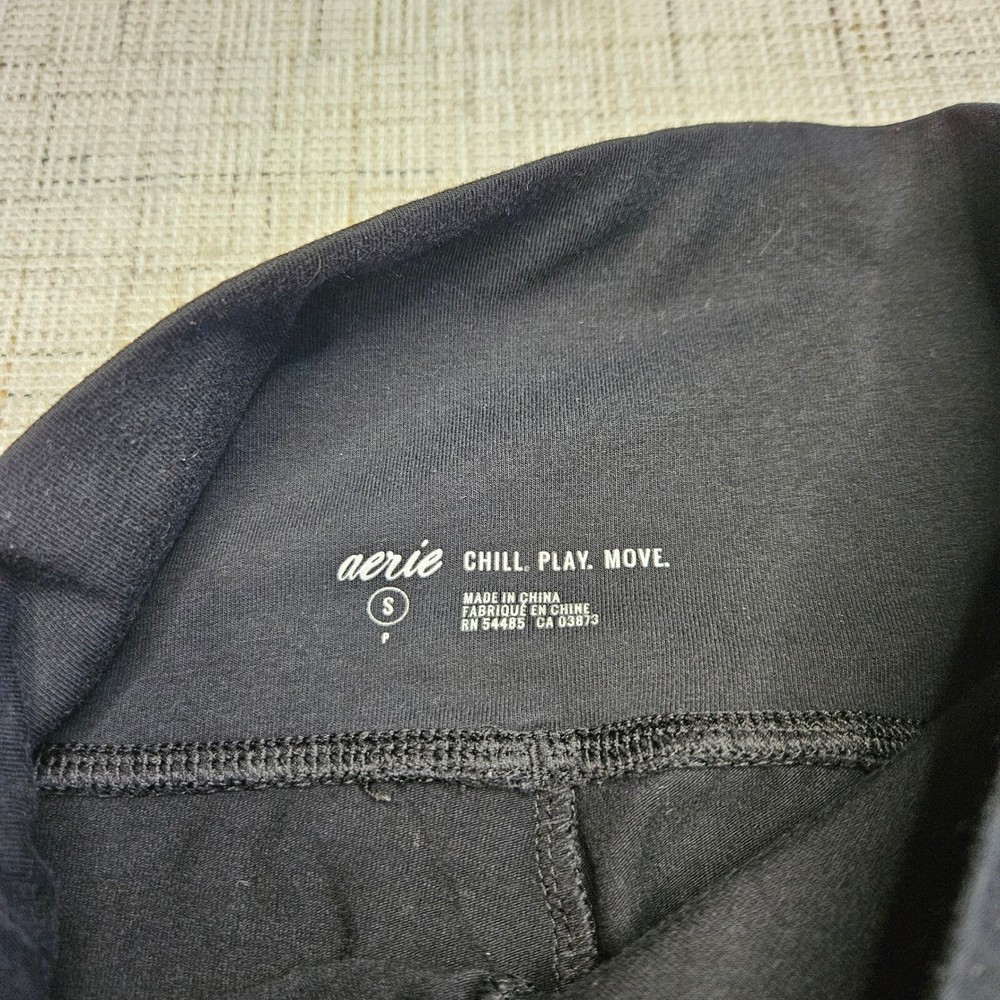 aerie CHILL. PLAY. MOVE.
S
P
MADE IN CHINA
FABRIQUÉ EN CHINE
RN 54485 CA 03873